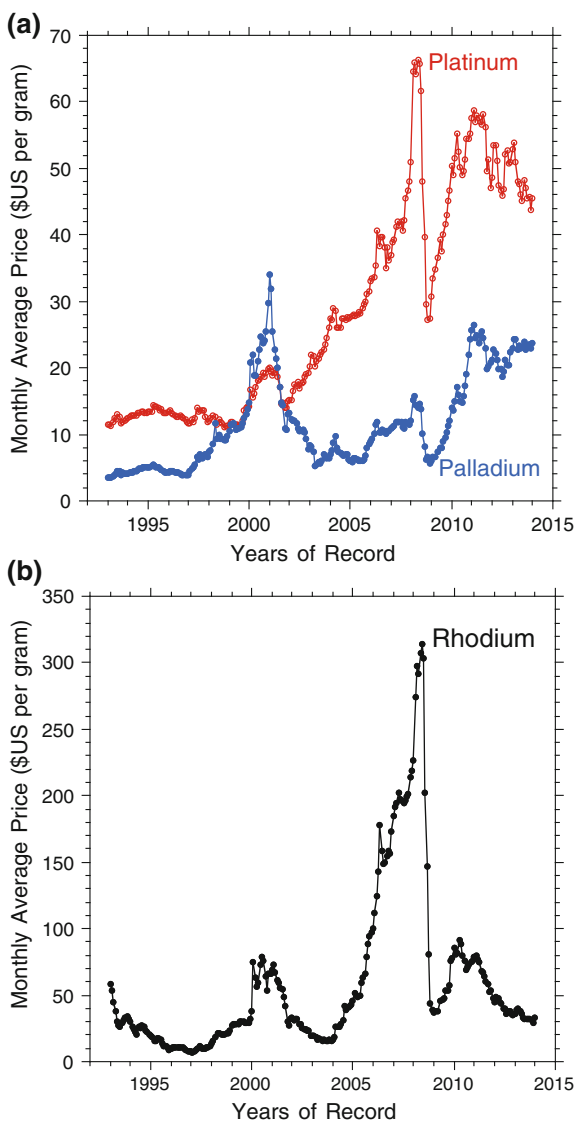 (a)
70
60
50
40
30
20
10
0
Monthly Average Price ($US per gram)
Platinum
Palladium
1995 2000 2005 2010 2015
Years of Record
(b)
350
300
250
200
150
100
50
0
Monthly Average Price ($US per gram)
Rhodium
1995 2000 2005 2010 2015
Years of Record